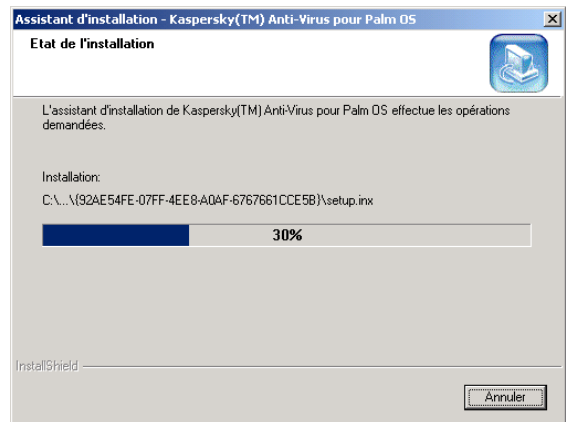 Assistant d'installation - Kaspersky(TM) Anti-Virus pour Palm OS
Etat de l'installation
L'assistant d'installation de Kaspersky(TM) Anti-Virus pour Palm OS effectue les opérations
demandées.
Installation:
C:\...\{92AE54FE-07FF-4EE8-A0AF-6767661CCE5B}\setup.inx
30%
InstallShield
Annuler